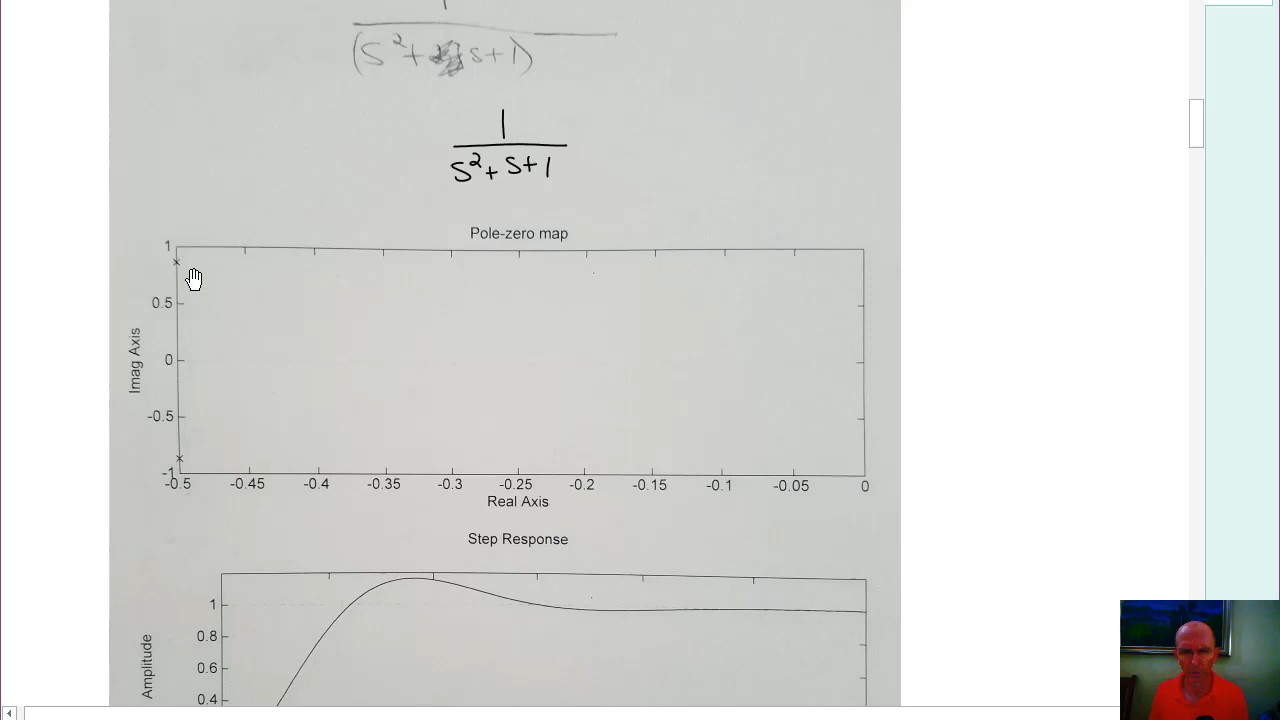 1
(s²+ s+1)
1
s²+s+1
Pole-zero map
1
0.5
0
-0.5
-1
Imag Axis
-0.5 -0.45 -0.4 -0.35 -0.3 -0.25 -0.2 -0.15 -0.1 -0.05 0
Real Axis
Step Response
1
0.8
0.6
0.4
Amplitude